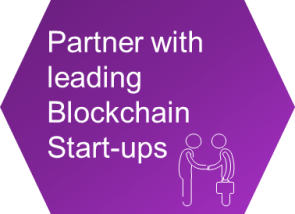 Partner with
leading
Blockchain
Start-ups